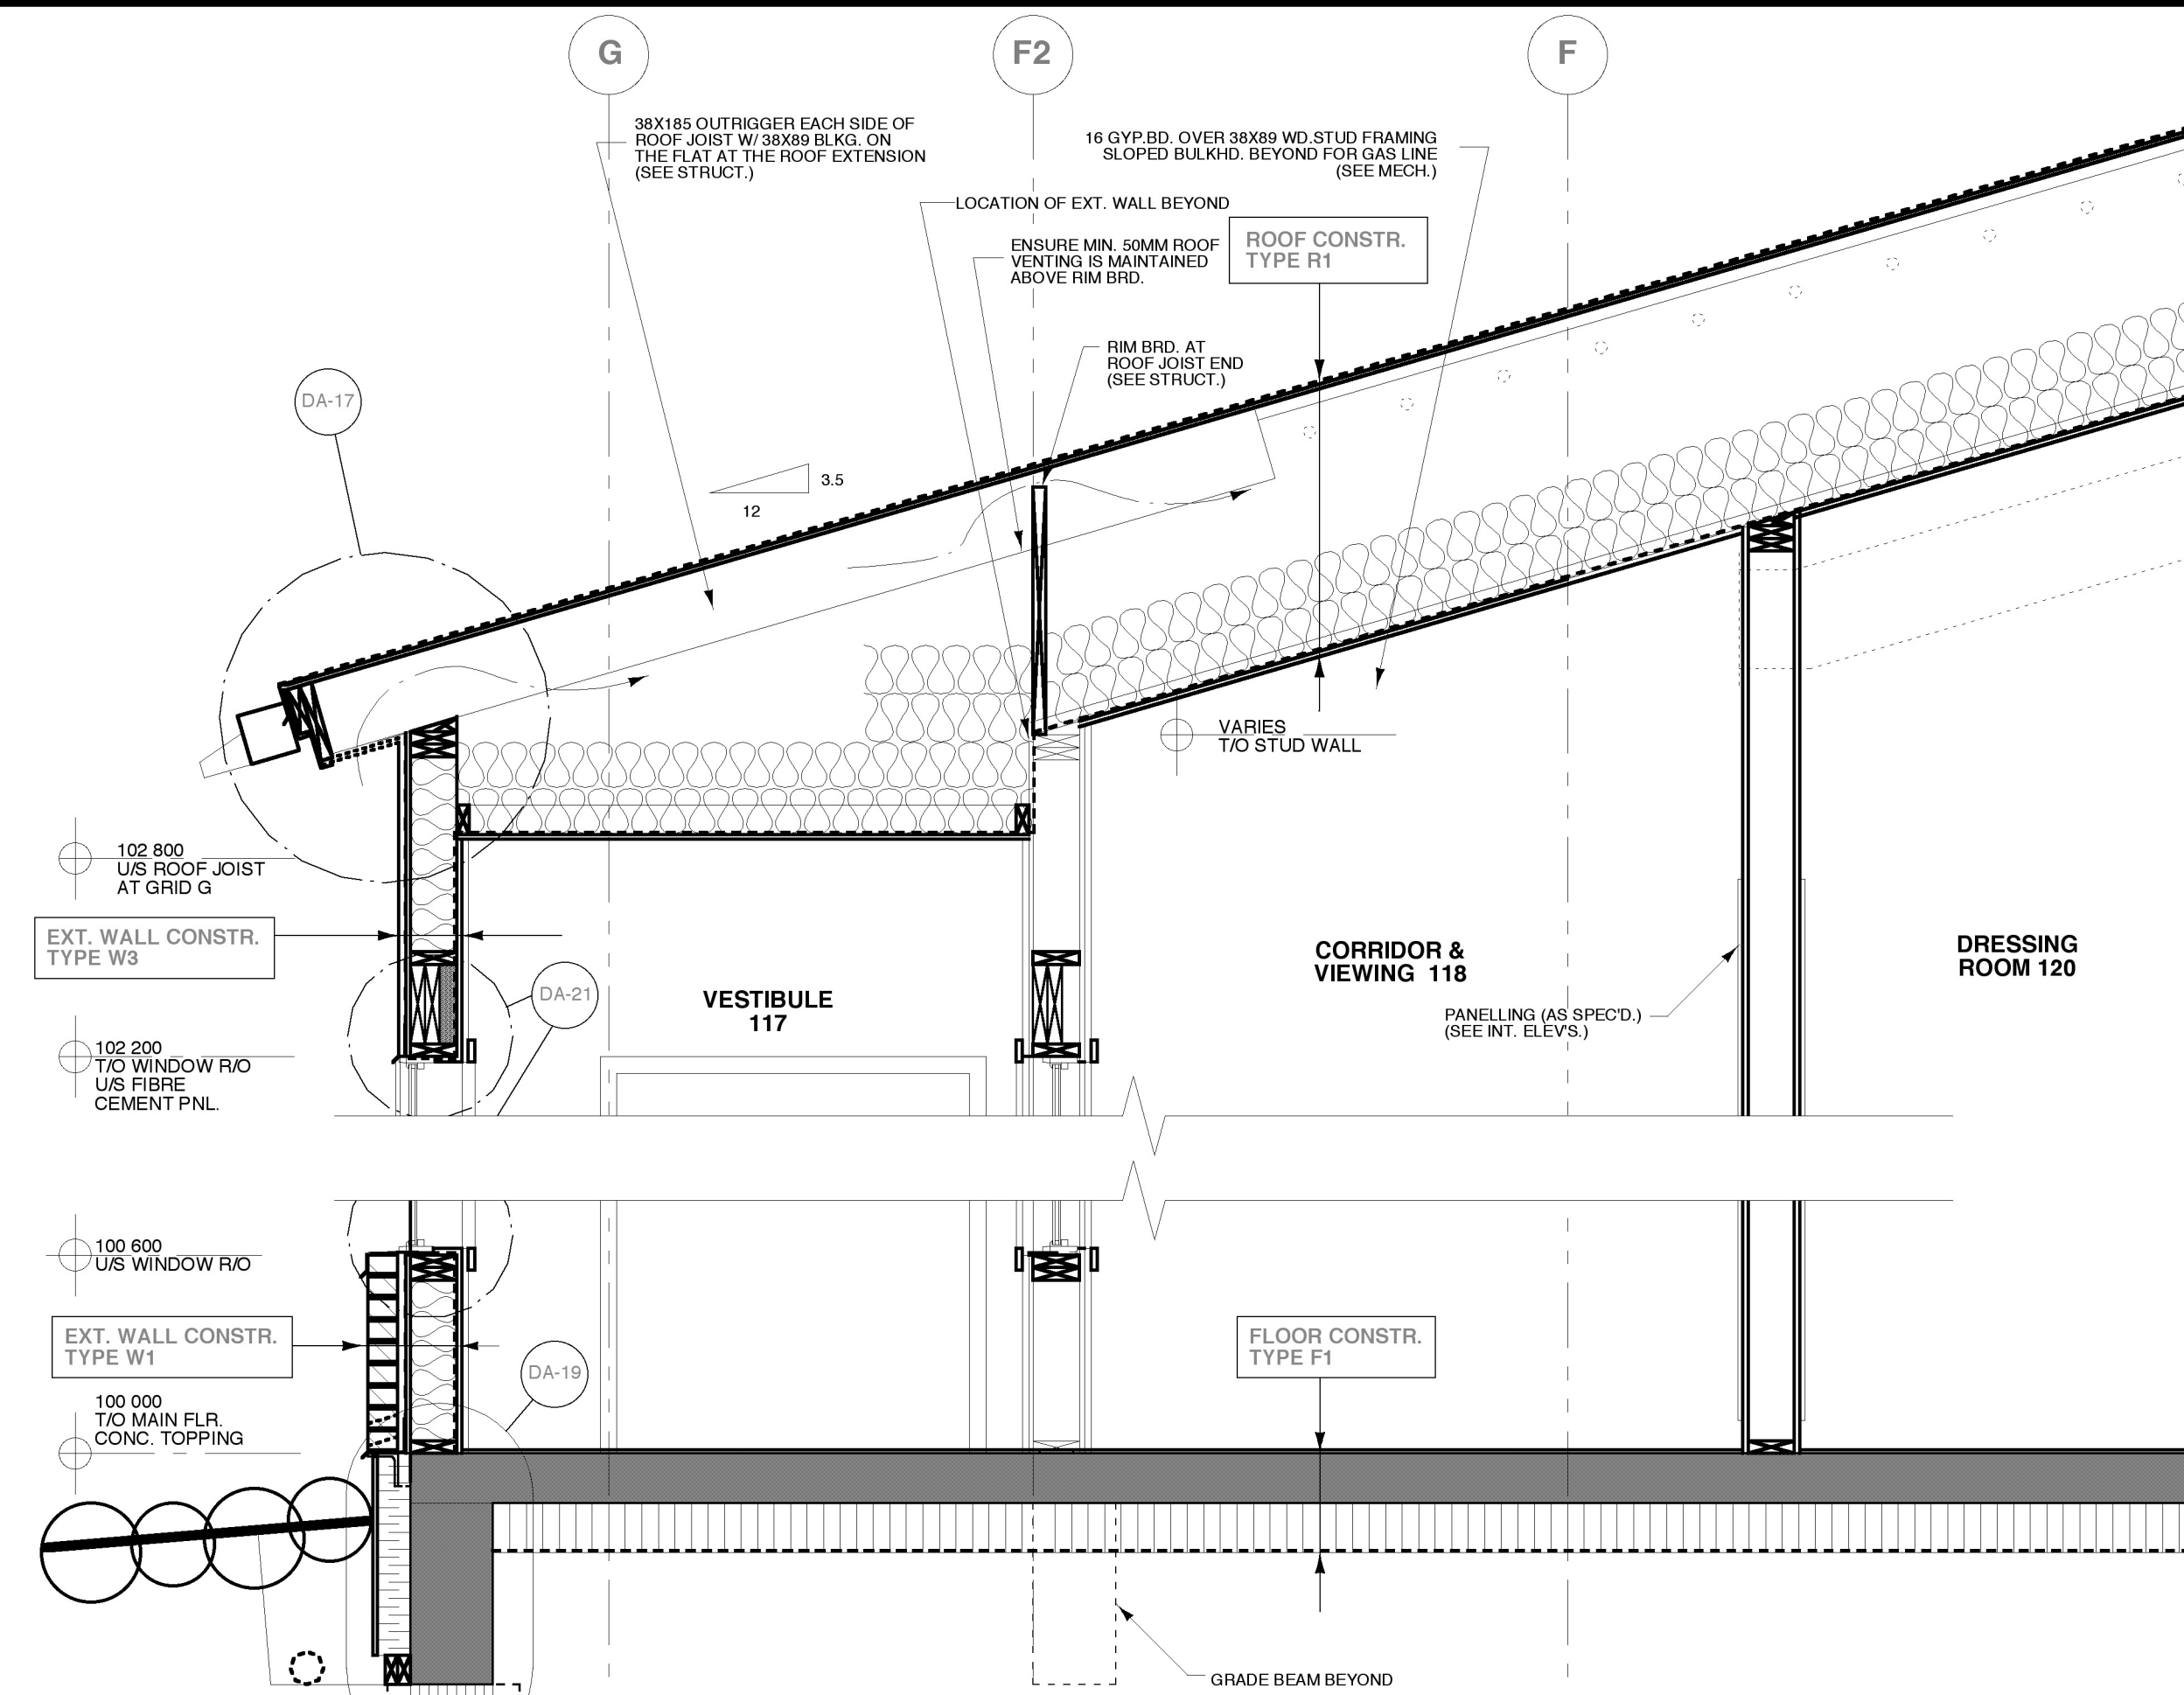 G
F2
F
38X185 OUTRIGGER EACH SIDE OF
ROOF JOIST W/ 38X89 BLKG. ON
THE FLAT AT THE ROOF EXTENSION
(SEE STRUCT.)
16 GYP.BD. OVER 38X89 WD.STUD FRAMING
SLOPED BULKHD. BEYOND FOR GAS LINE
(SEE MECH.)
LOCATION OF EXT. WALL BEYOND
ENSURE MIN. 50MM ROOF
VENTING IS MAINTAINED
ABOVE RIM BRD.
ROOF CONSTR.
TYPE R1
RIM BRD. AT
ROOF JOIST END
(SEE STRUCT.)
DA-17
3.5
12
VARIES
T/O STUD WALL
102 800
U/S ROOF JOIST
AT GRID G
EXT. WALL CONSTR.
TYPE W3
DA-21
VESTIBULE
117
CORRIDOR &
VIEWING 118
DRESSING
ROOM 120
PANELLING (AS SPEC'D.)
(SEE INT. ELEV'S.)
102 200
T/O WINDOW R/O
U/S FIBRE
CEMENT PNL.
100 600
U/S WINDOW R/O
EXT. WALL CONSTR.
TYPE W1
DA-19
FLOOR CONSTR.
TYPE F1
100 000
T/O MAIN FLR.
CONC. TOPPING
GRADE BEAM BEYOND